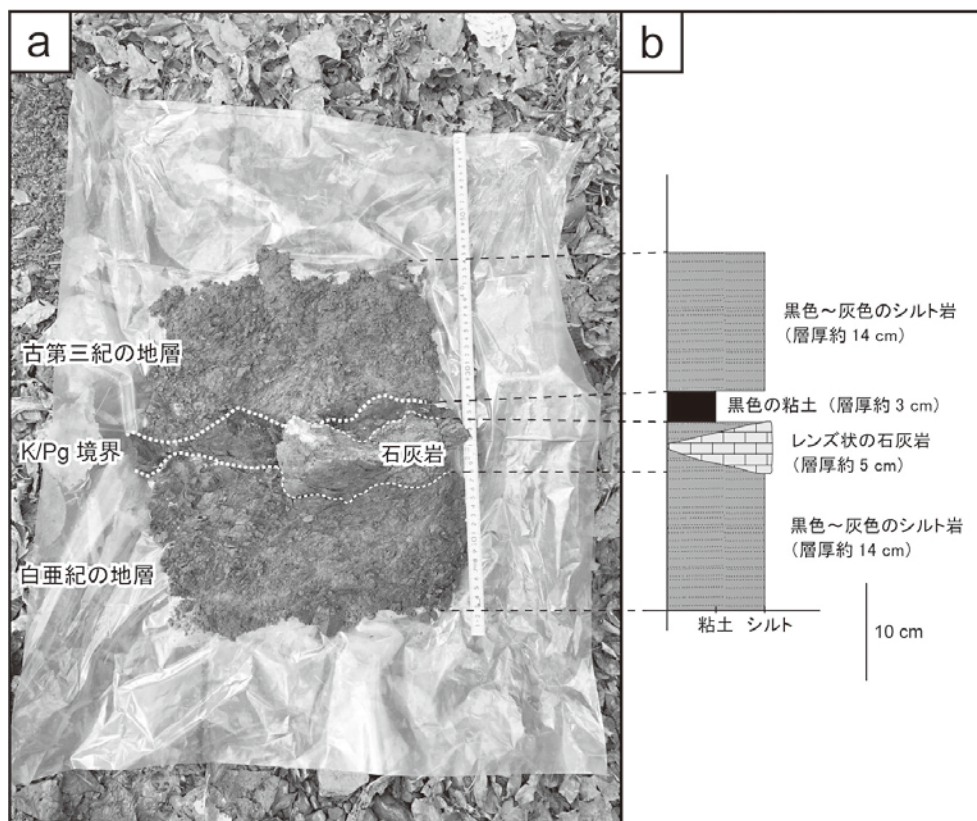 a
古第三紀の地層
K/Pg 境界
石灰岩
白亜紀の地層
b
黒色～灰色のシルト岩
(層厚約 14 cm)
黒色の粘土 (層厚約 3 cm)
レンズ状の石灰岩
(層厚約 5 cm)
黒色～灰色のシルト岩
(層厚約 14 cm)
粘土 シルト
10 cm